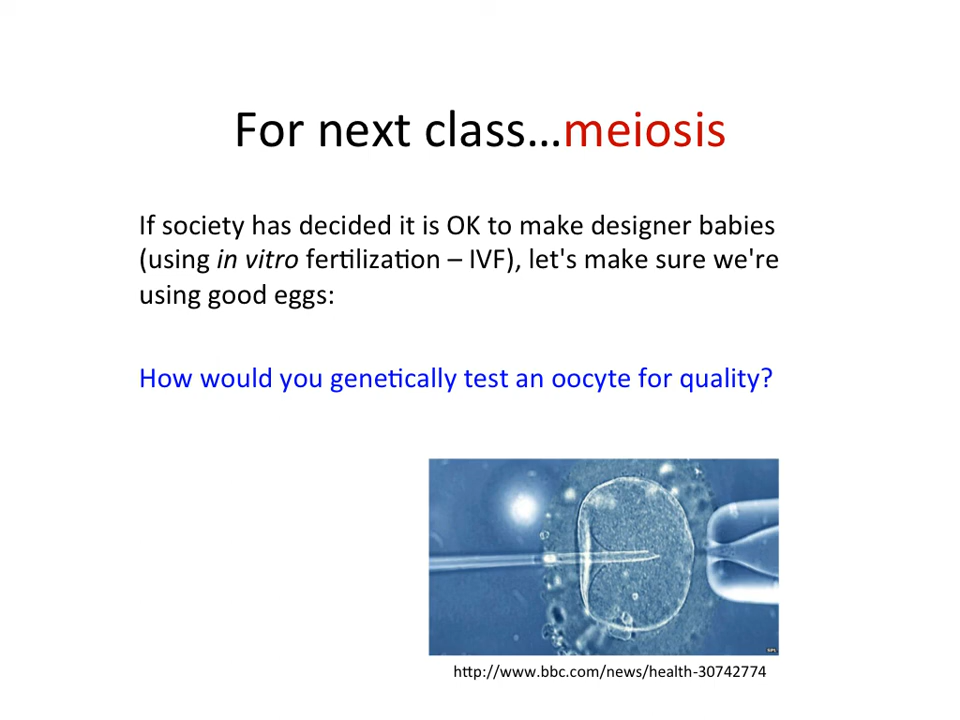 For next class…meiosis
If society has decided it is OK to make designer babies
(using in vitro fertilization – IVF), let's make sure we're
using good eggs:
How would you genetically test an oocyte for quality?
http://www.bbc.com/news/health-30742774